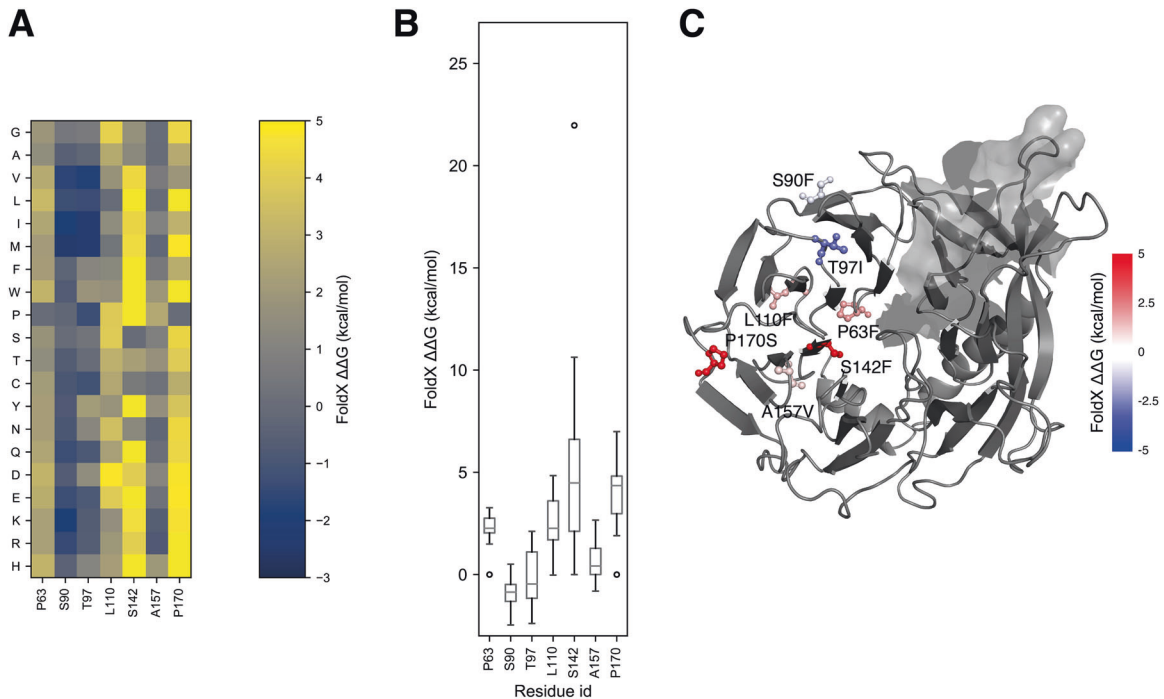 A
G
A
V
L
I
M
F
W
P
S
T
C
Y
N
Q
D
E
K
R
H
P63
S90
T97
L110
S142
A157
P170
5
4
3
2
1
0
−1
−2
−3
FoldX ΔΔG (kcal/mol)
B
25
20
15
10
5
0
FoldX ΔΔG (kcal/mol)
P63
S90
T97
L110
S142
A157
P170
Residue id
C
S90F
T97I
L110F
P63F
P170S
S142F
A157V
FoldX ΔΔG (kcal/mol)
5
2.5
0
-2.5
-5